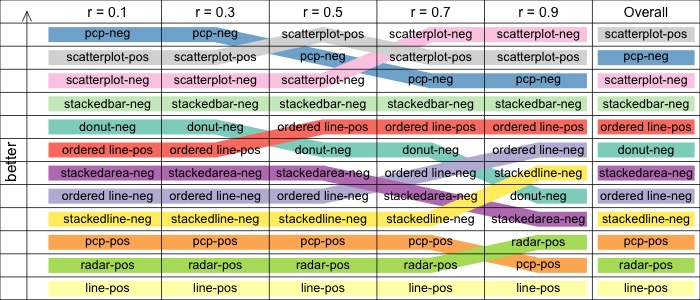 r = 0.1 r = 0.3 r = 0.5 r = 0.7 r = 0.9 Overall
pcp-neg pcp-neg scatterplot-pos scatterplot-neg scatterplot-neg scatterplot-pos
scatterplot-pos scatterplot-pos pcp-neg scatterplot-pos scatterplot-pos pcp-neg
scatterplot-neg scatterplot-neg scatterplot-neg pcp-neg pcp-neg scatterplot-neg
stackedbar-neg stackedbar-neg stackedbar-neg stackedbar-neg stackedbar-neg stackedbar-neg
donut-neg donut-neg ordered line-pos ordered line-pos ordered line-pos ordered line-pos
ordered line-pos ordered line-pos donut-neg donut-neg ordered line-neg donut-neg
stackedarea-neg stackedarea-neg stackedarea-neg ordered line-neg stackedline-neg stackedarea-neg
ordered line-neg ordered line-neg ordered line-neg stackedarea-neg donut-neg ordered line-neg
stackedline-neg stackedline-neg stackedline-neg stackedline-neg stackedarea-neg stackedline-neg
pcp-pos pcp-pos pcp-pos pcp-pos radar-pos pcp-pos
radar-pos radar-pos radar-pos radar-pos pcp-pos radar-pos
line-pos line-pos line-pos line-pos line-pos line-pos
better